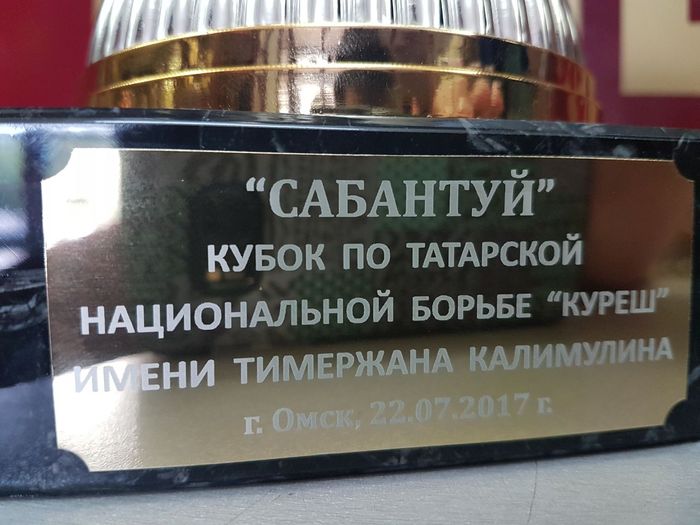 “САБАНТУЙ”
КУБОК ПО ТАТАРСКОЙ
НАЦИОНАЛЬНОЙ БОРЬБЕ “КУРЕШ”
ИМЕНИ ТИМЕРЖАНА КАЛИМУЛИНА
г. Омск, 22.07.2017 г.